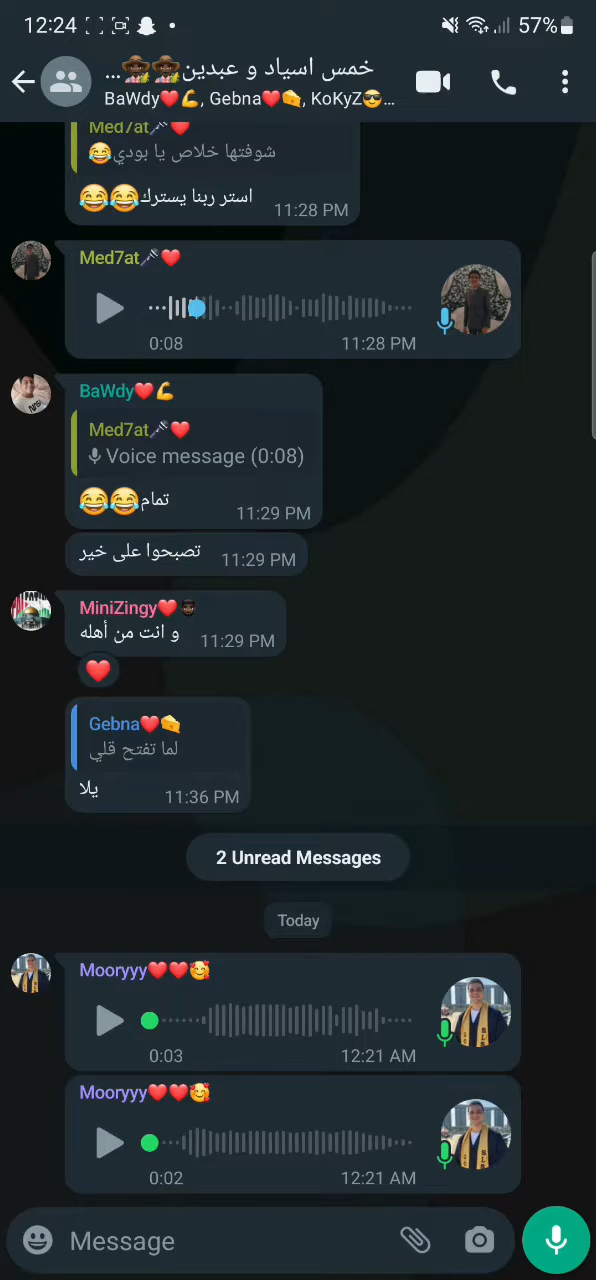 12:24
57%
خمس اسياد و عبدين👨🏿‍🌾👨🏿‍🌾...
BaWdy❤️💪, Gebna❤️🧀, KoKyZ😎...
Med7at🎤❤️
شوفتها خلاص يا بودي😂
استر ربنا يسترك😂😂
11:28 PM
Med7at🎤❤️
0:08
11:28 PM
BaWdy❤️💪
Med7at🎤❤️
Voice message (0:08)
تمام😂😂
11:29 PM
تصبحوا على خير
11:29 PM
MiniZingy❤️
و انت من أهله
11:29 PM
❤️
Gebna❤️🧀
لما تفتح قلي
يلا
11:36 PM
2 Unread Messages
Today
Mooryyy❤️❤️🥰
0:03
12:21 AM
Mooryyy❤️❤️🥰
0:02
12:21 AM
Message